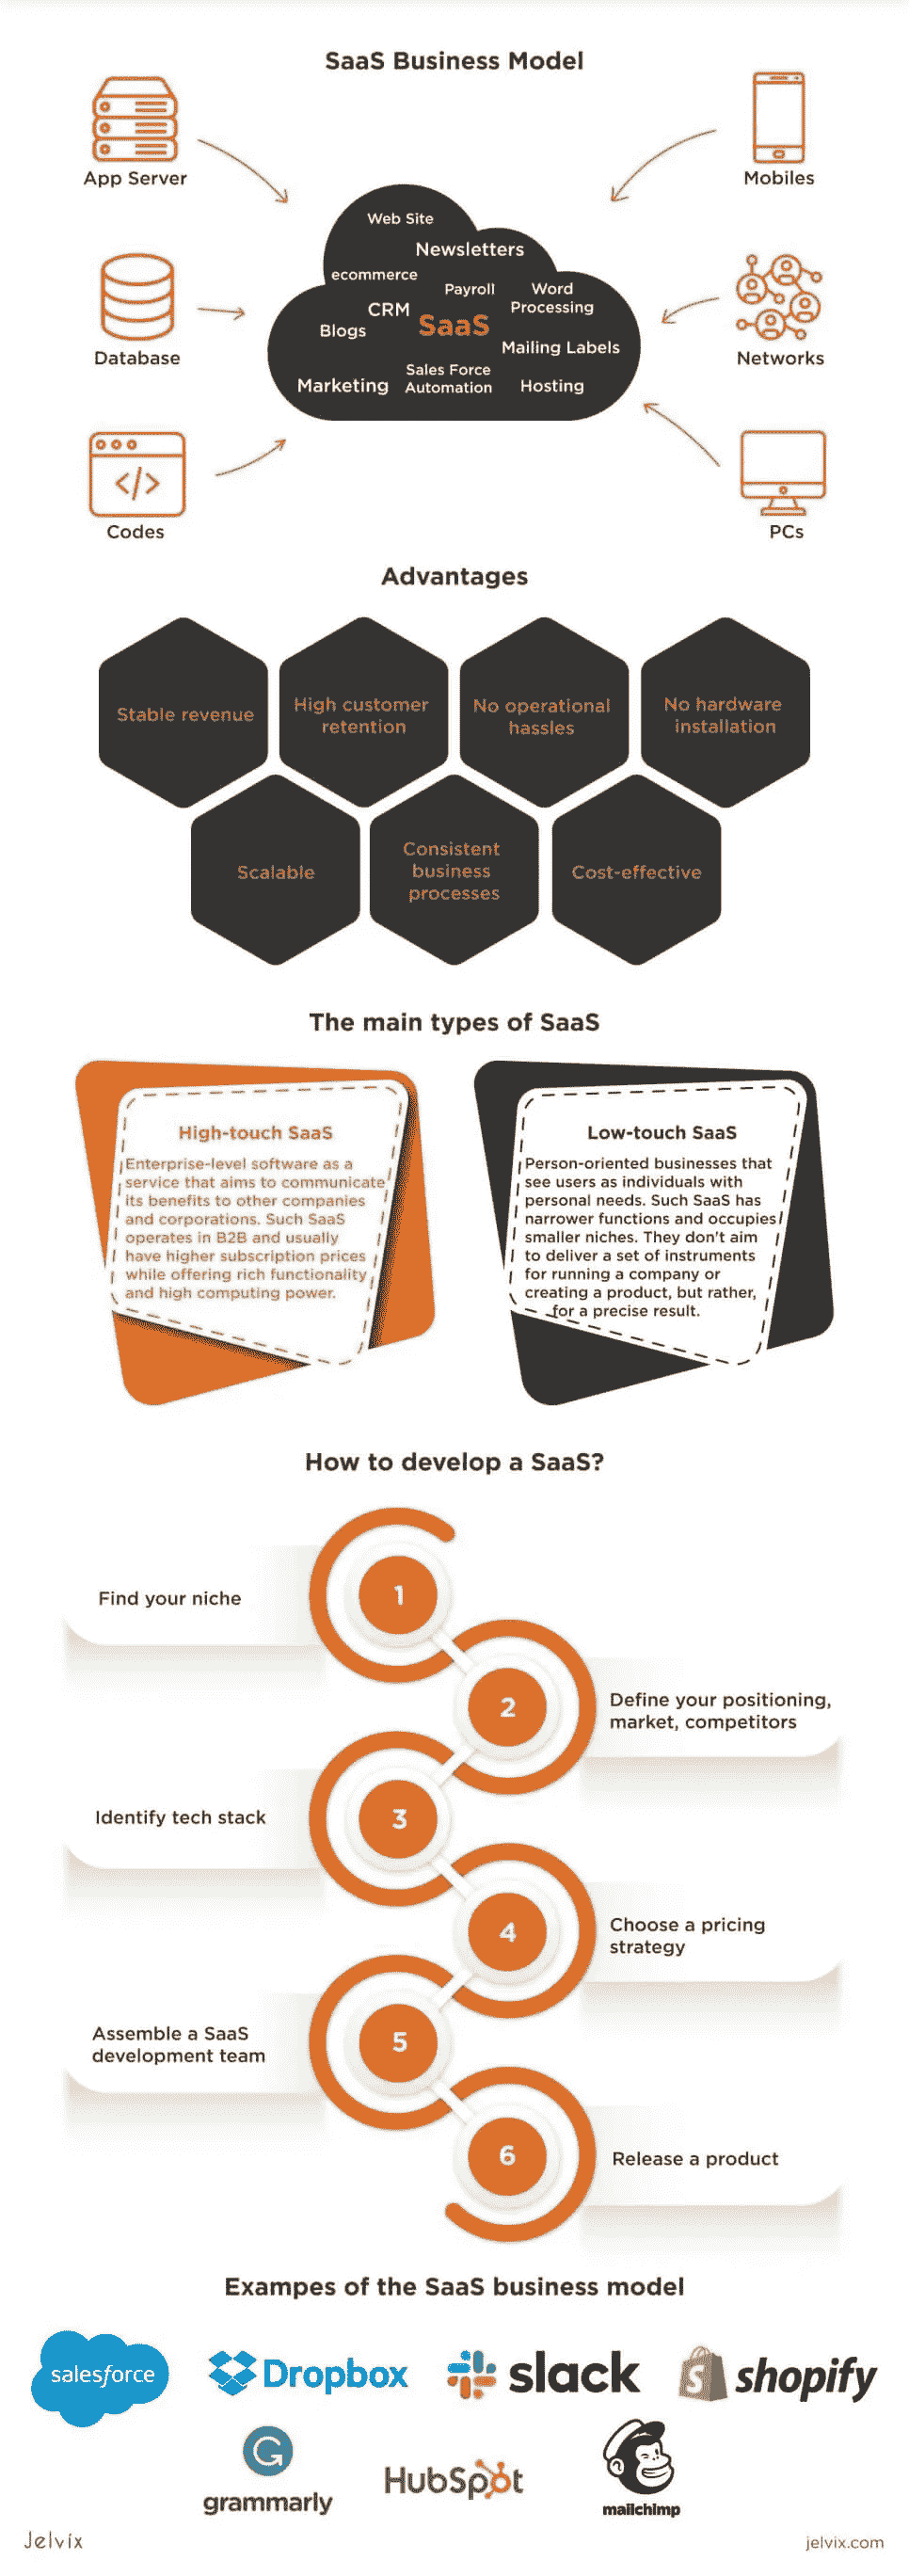 SaaS Business Model
App Server
Mobiles
Web Site
Newsletters
ecommerce
Payroll
Word
Processing
CRM
Blogs
SaaS
Mailing Labels
Sales Force
Automation
Marketing
Hosting
Database
Networks
</>
Codes
PCs
Advantages
Stable revenue
High customer
retention
No operational
hassles
No hardware
installation
Scalable
Consistent
business
processes
Cost-effective
The main types of SaaS
High-touch SaaS
Enterprise-level software as a
service that aims to communicate
its benefits to other companies
and corporations. Such SaaS
operates in B2B and usually
have higher subscription prices
while offering rich functionality
and high computing power.
Low-touch SaaS
Person-oriented businesses that
see users as individuals with
personal needs. Such SaaS has
narrower functions and occupies
smaller niches. They don't aim
to deliver a set of instruments
for running a company or
creating a product, but rather,
for a precise result.
How to develop a SaaS?
1
Find your niche
2
Define your positioning,
market, competitors
3
Identify tech stack
4
Choose a pricing
strategy
5
Assemble a SaaS
development team
6
Release a product
Exampes of the SaaS business model
salesforce
Dropbox
slack
S
shopify
G
grammarly
HubSpot
mailchimp
Jelvix
jelvix.com